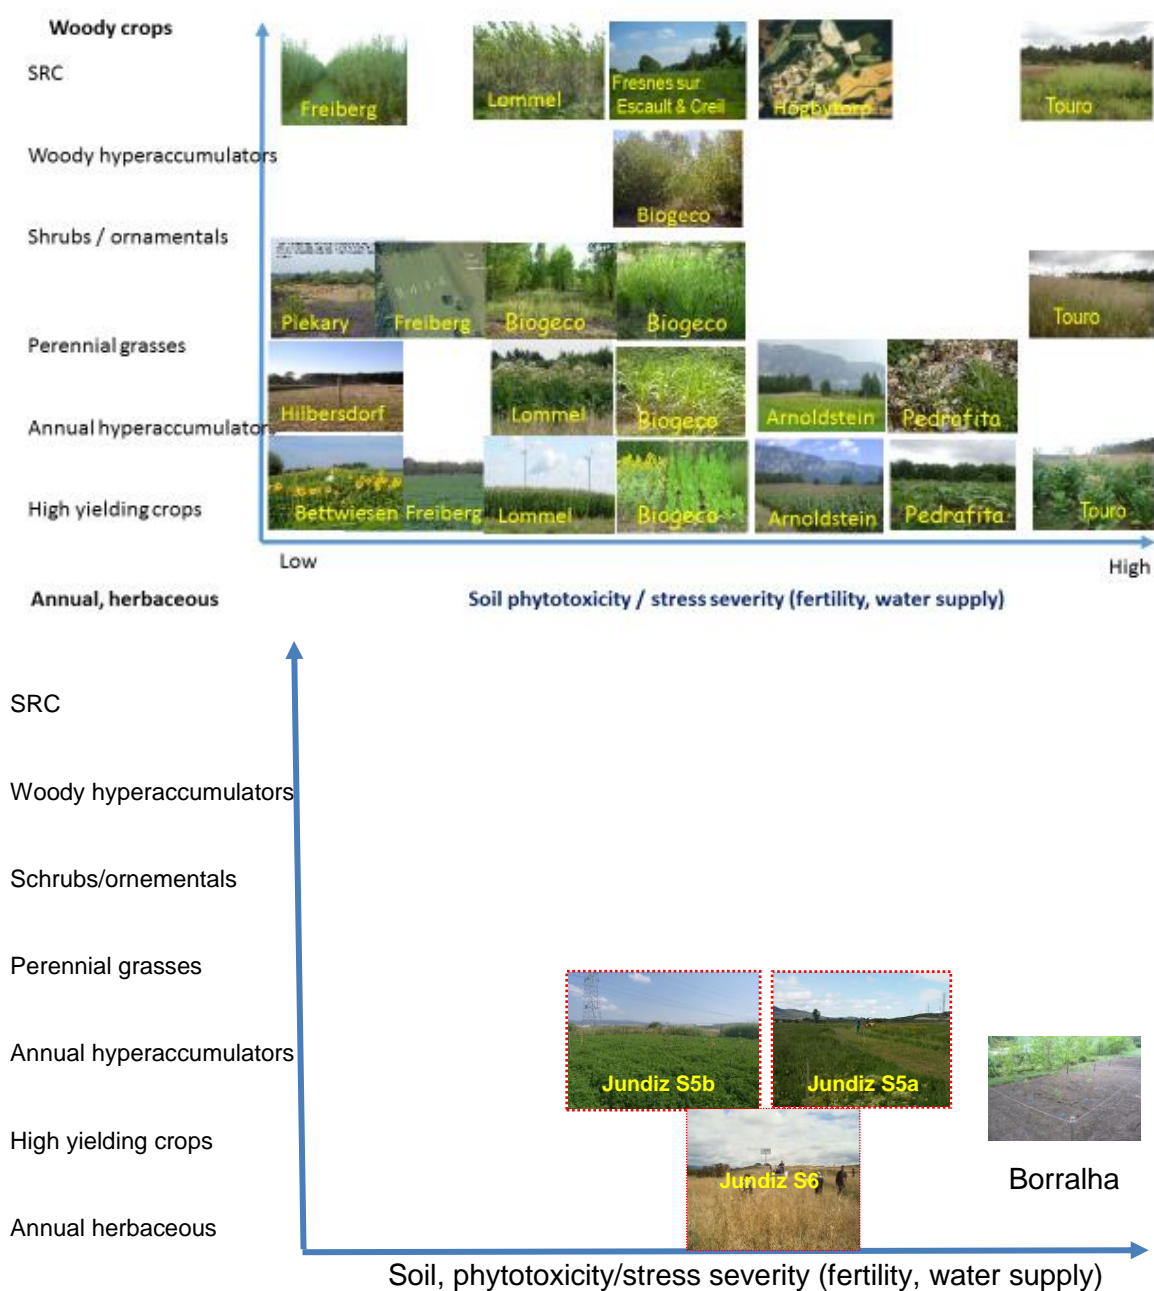 Woody crops
SRC
Freiberg
Lommel
Fresnes sur
Escault & Creil
Högbytorp
Touro
Woody hyperaccumulators
Biogeco
Shrubs / ornamentals
Piekary
Freiberg
Biogeco
Biogeco
Touro
Perennial grasses
Hilbersdorf
Lommel
Biogeco
Arnoldstein
Pedrafita
Annual hyperaccumulators
High yielding crops
Bettwiesen
Freiberg
Lommel
Biogeco
Arnoldstein
Pedrafita
Touro
Low
High
Annual, herbaceous
Soil phytotoxicity / stress severity (fertility, water supply)
SRC
Woody hyperaccumulators
Schrubs/ornementals
Perennial grasses
Annual hyperaccumulators
Jundiz S5b
Jundiz S5a
High yielding crops
Jundiz S6
Borralha
Annual herbaceous
Soil, phytotoxicity/stress severity (fertility, water supply)